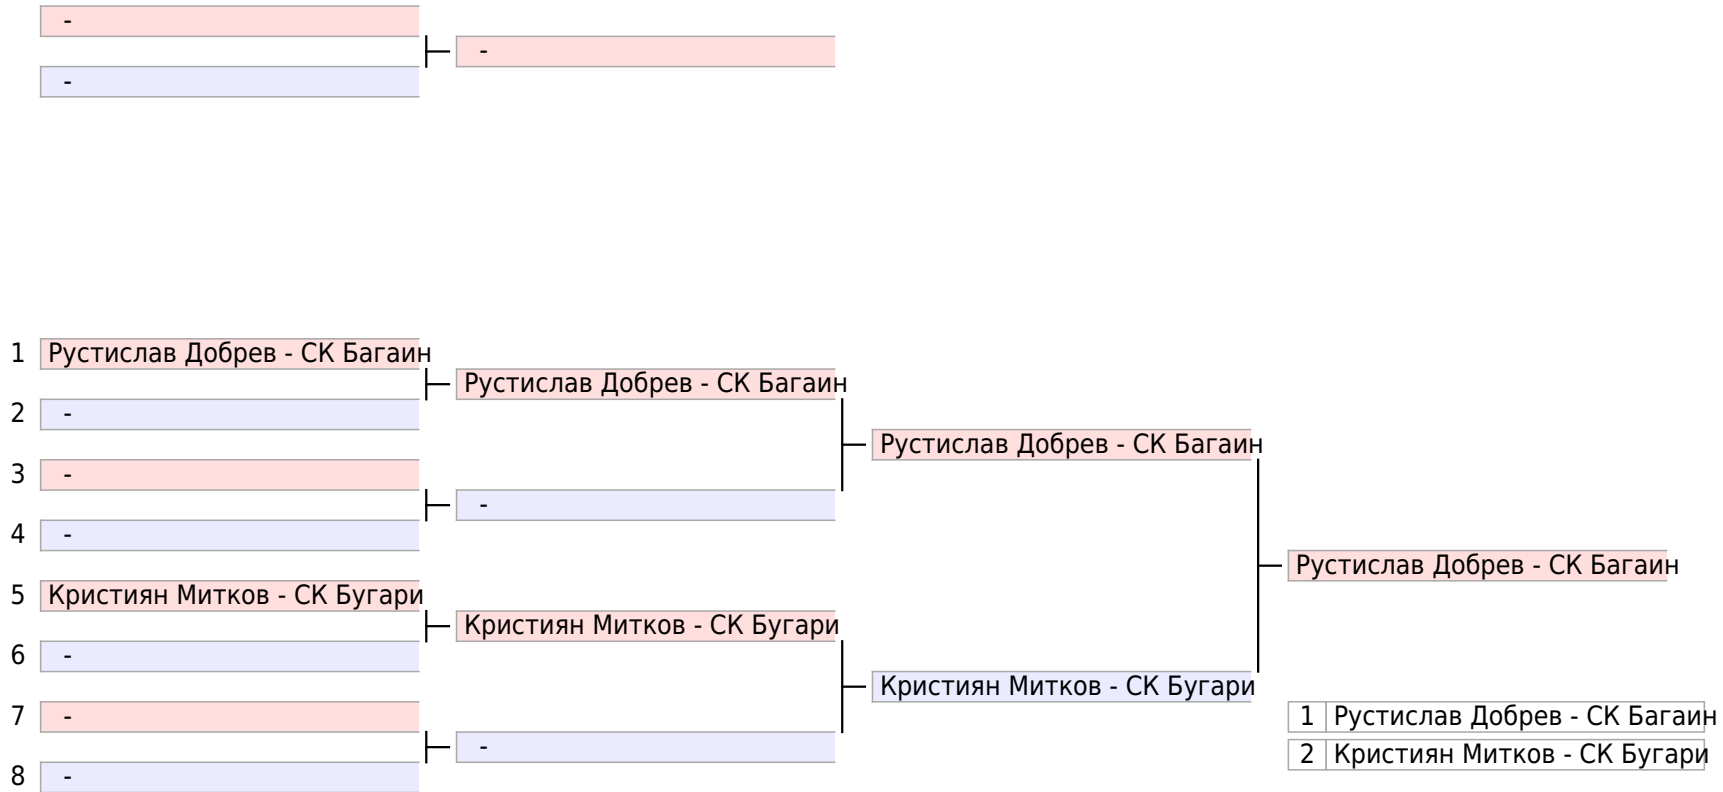 -
-
-
1 Рустислав Добрев - СК Багаин
Рустислав Добрев - СК Багаин
2 -
Рустислав Добрев - СК Багаин
3 -
-
4 -
Рустислав Добрев - СК Багаин
5 Кристиян Митков - СК Бугари
Кристиян Митков - СК Бугари
6 -
Кристиян Митков - СК Бугари
7 -
1 Рустислав Добрев - СК Багаин
-
2 Кристиян Митков - СК Бугари
8 -